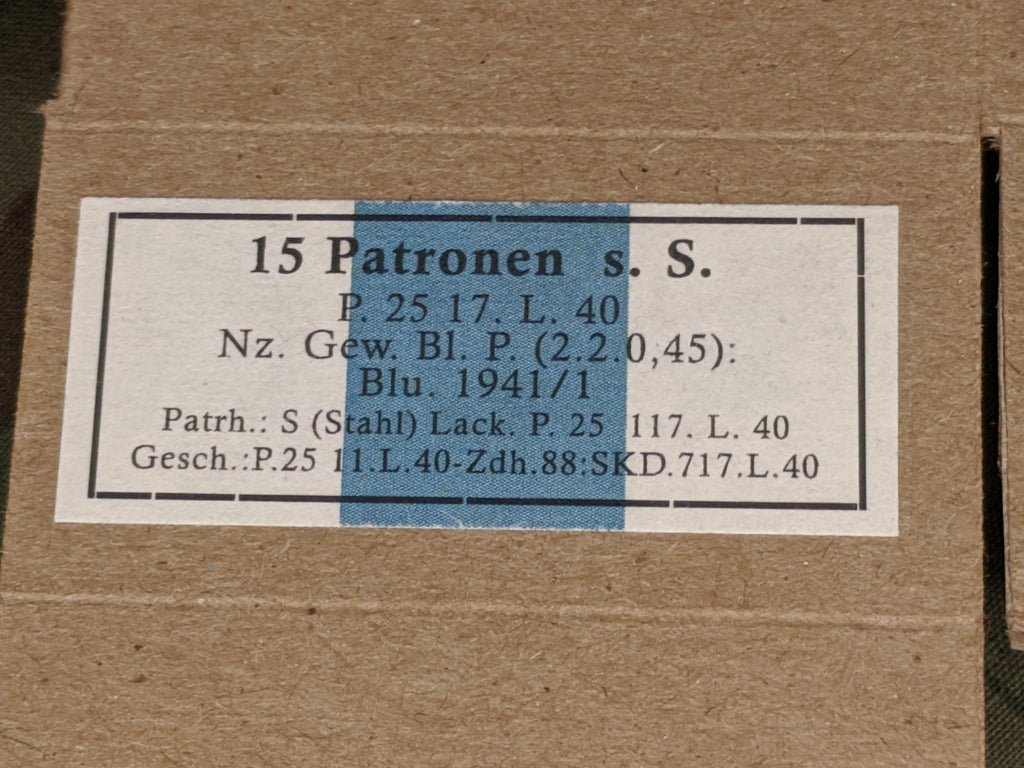 15 Patronen s. S.
P. 25 17. L. 40
Nz. Gew. Bl. P. (2.2.0,45):
Blu. 1941/1
Patrh.: S (Stahl) Lack. P. 25 117. L. 40
Gesch.:P.25 11.L.40-Zdh.88:SKD.717.L.40